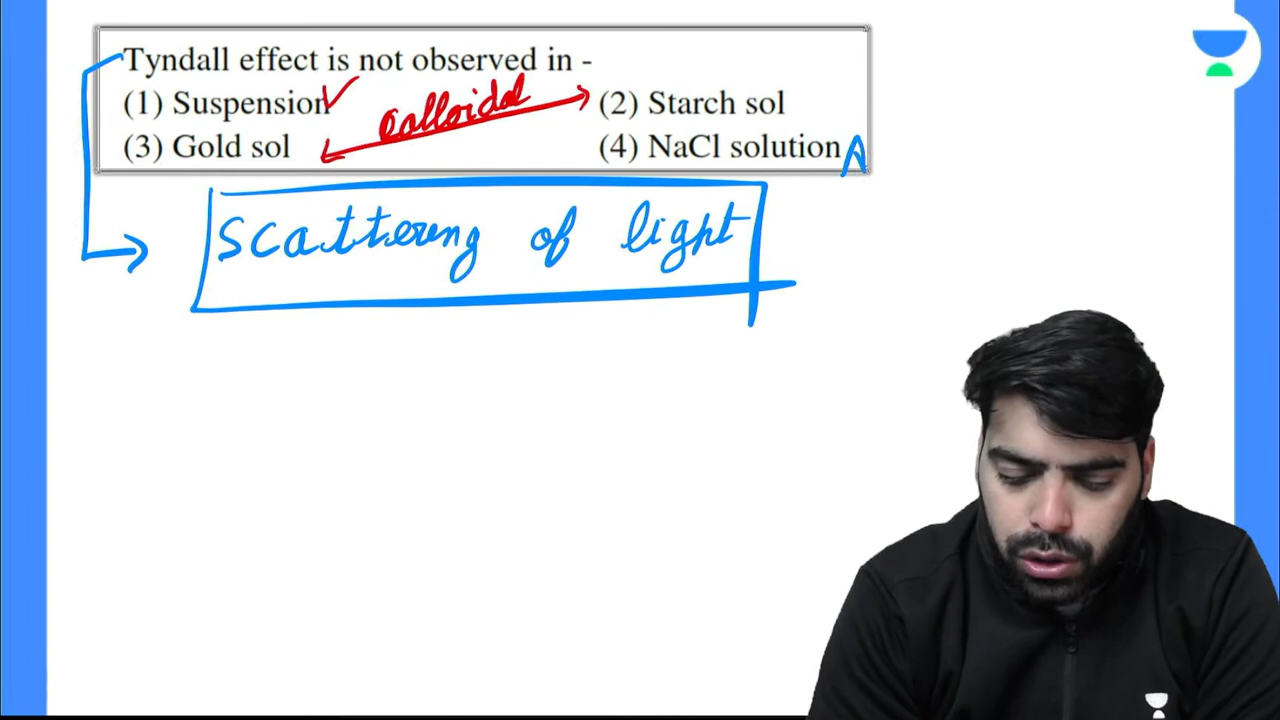 Tyndall effect is not observed in -
(1) Suspension (2) Starch sol
Colloidal
(3) Gold sol (4) NaCl solution A
Scattering of light